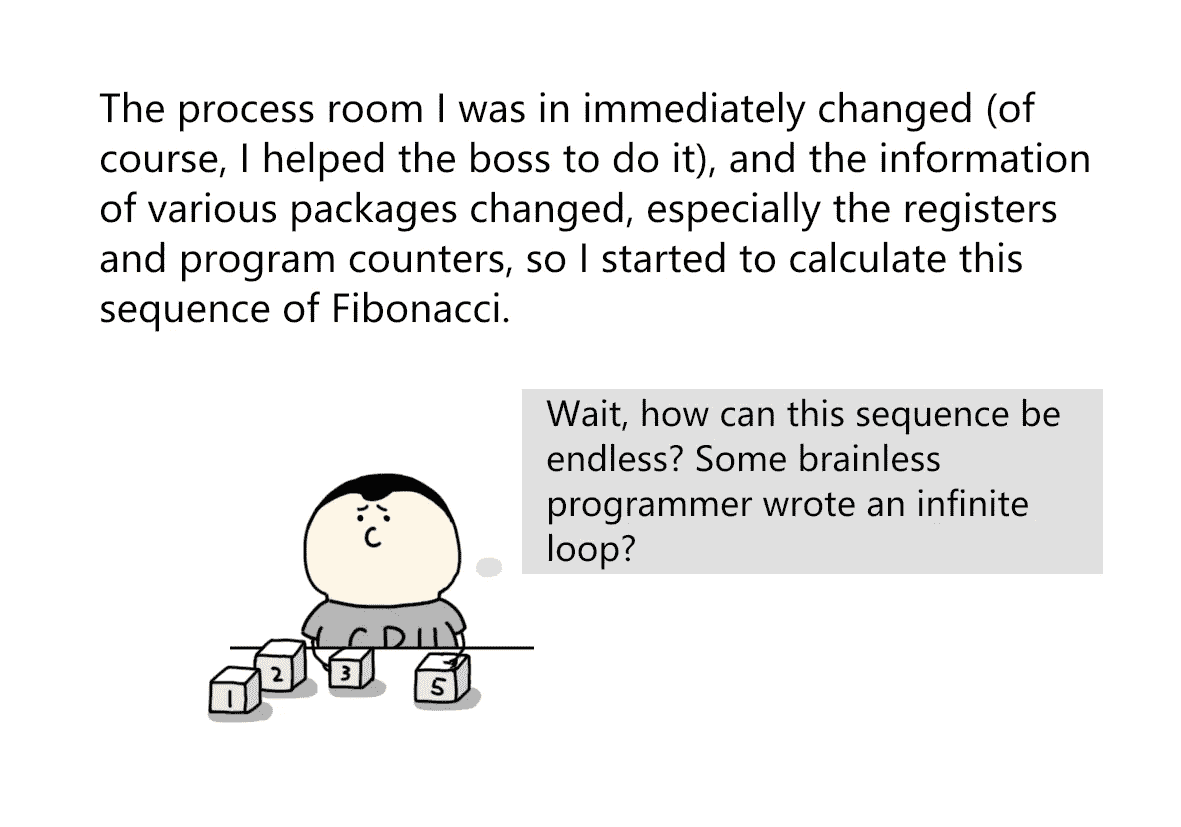 The process room I was in immediately changed (of
course, I helped the boss to do it), and the information
of various packages changed, especially the registers
and program counters, so I started to calculate this
sequence of Fibonacci.
Wait, how can this sequence be
endless? Some brainless
programmer wrote an infinite
loop?
CPU
1
2
3
5